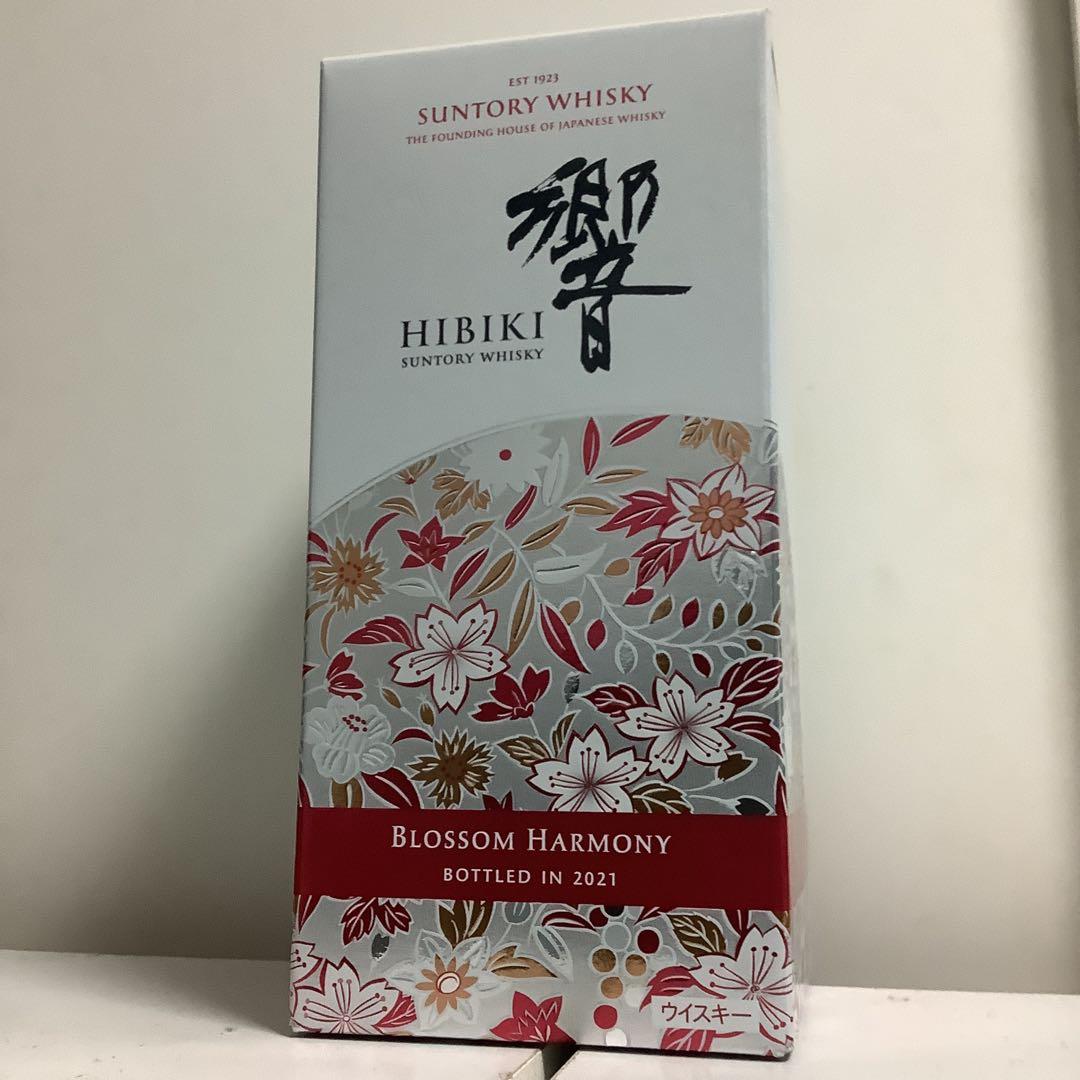 EST 1923
SUNTORY WHISKY
THE FOUNDING HOUSE OF JAPANESE WHISKY
響
HIBIKI
SUNTORY WHISKY
BLOSSOM HARMONY
BOTTLED IN 2021
ウイスキー